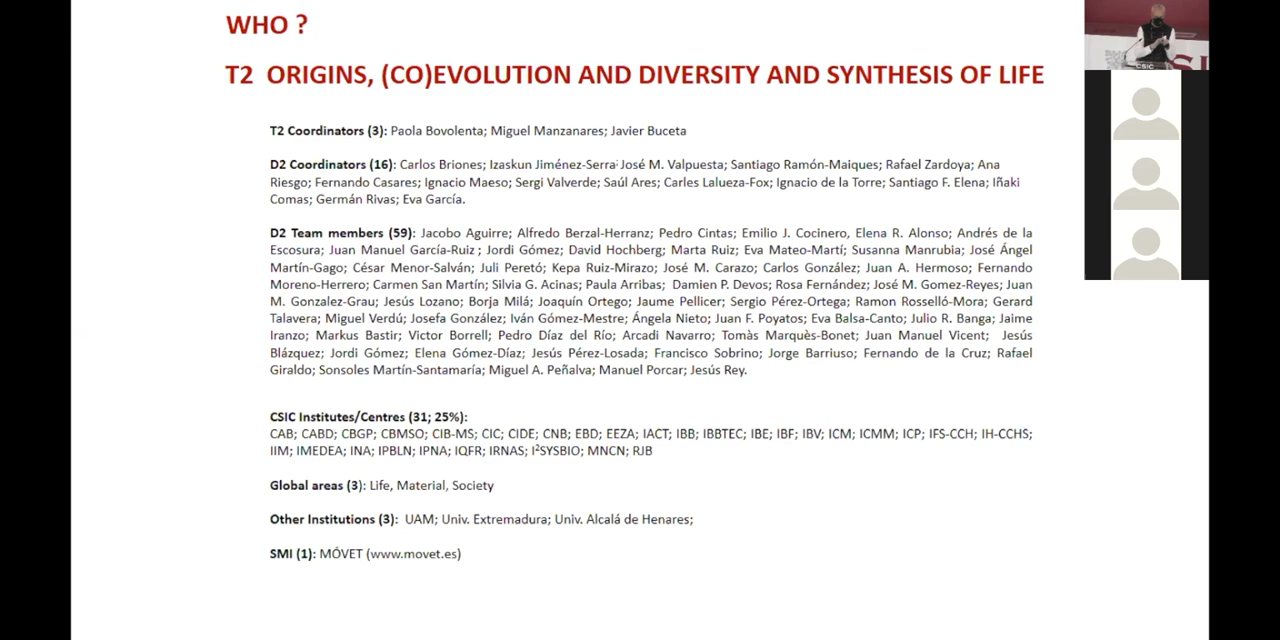 WHO ?
T2 ORIGINS, (CO)EVOLUTION AND DIVERSITY AND SYNTHESIS OF LIFE
T2 Coordinators (3): Paola Bovolenta; Miguel Manzanares; Javier Buceta
D2 Coordinators (16): Carlos Briones; Izaskun Jiménez-Serra; José M. Valpuesta; Santiago Ramón-Maiques; Rafael Zardoya; Ana
Riesgo; Fernando Casares; Ignacio Maeso; Sergi Valverde; Saúl Ares; Carles Lalueza-Fox; Ignacio de la Torre; Santiago F. Elena; Iñaki
Comas; Germán Rivas; Eva García.
D2 Team members (59): Jacobo Aguirre; Alfredo Berzal-Herranz; Pedro Cintas; Emilio J. Cocinero, Elena R. Alonso; Andrés de la
Escosura; Juan Manuel García-Ruiz ; Jordi Gómez; David Hochberg; Marta Ruiz; Eva Mateo-Martí; Susanna Manrubia; José Ángel
Martín-Gago; César Menor-Salván; Juli Peretó; Kepa Ruiz-Mirazo; José M. Carazo; Carlos González; Juan A. Hermoso; Fernando
Moreno-Herrero; Carmen San Martín; Silvia G. Acinas; Paula Arribas; Damien P. Devos; Rosa Fernández; José M. Gomez-Reyes; Juan
M. Gonzalez-Grau; Jesús Lozano; Borja Milá; Joaquín Ortego; Jaume Pellicer; Sergio Pérez-Ortega; Ramon Rosselló-Mora; Gerard
Talavera; Miguel Verdú; Josefa González; Iván Gómez-Mestre; Ángela Nieto; Juan F. Poyatos; Eva Balsa-Canto; Julio R. Banga; Jaime
Iranzo; Markus Bastir; Victor Borrell; Pedro Díaz del Río; Arcadi Navarro; Tomàs Marquès-Bonet; Juan Manuel Vicent; Jesús
Blázquez; Jordi Gómez; Elena Gómez-Díaz; Jesús Pérez-Losada; Francisco Sobrino; Jorge Barriuso; Fernando de la Cruz; Rafael
Giraldo; Sonsoles Martín-Santamaría; Miguel A. Peñalva; Manuel Porcar; Jesús Rey.
CSIC Institutes/Centres (31; 25%):
CAB; CABD; CBGP; CBMSO; CIB-MS; CIC; CIDE; CNB; EBD; EEZA; IACT; IBB; IBBTEC; IBE; IBF; IBV; ICM; ICMM; ICP; IFS-CCH; IH-CCHS;
IIM; IMEDEA; INA; IPBLN; IPNA; IQFR; IRNAS; I²SYSBIO; MNCN; RJB
Global areas (3): Life, Material, Society
Other Institutions (3): UAM; Univ. Extremadura; Univ. Alcalá de Henares;
SMI (1): MÓVET (www.movet.es)
CSIC